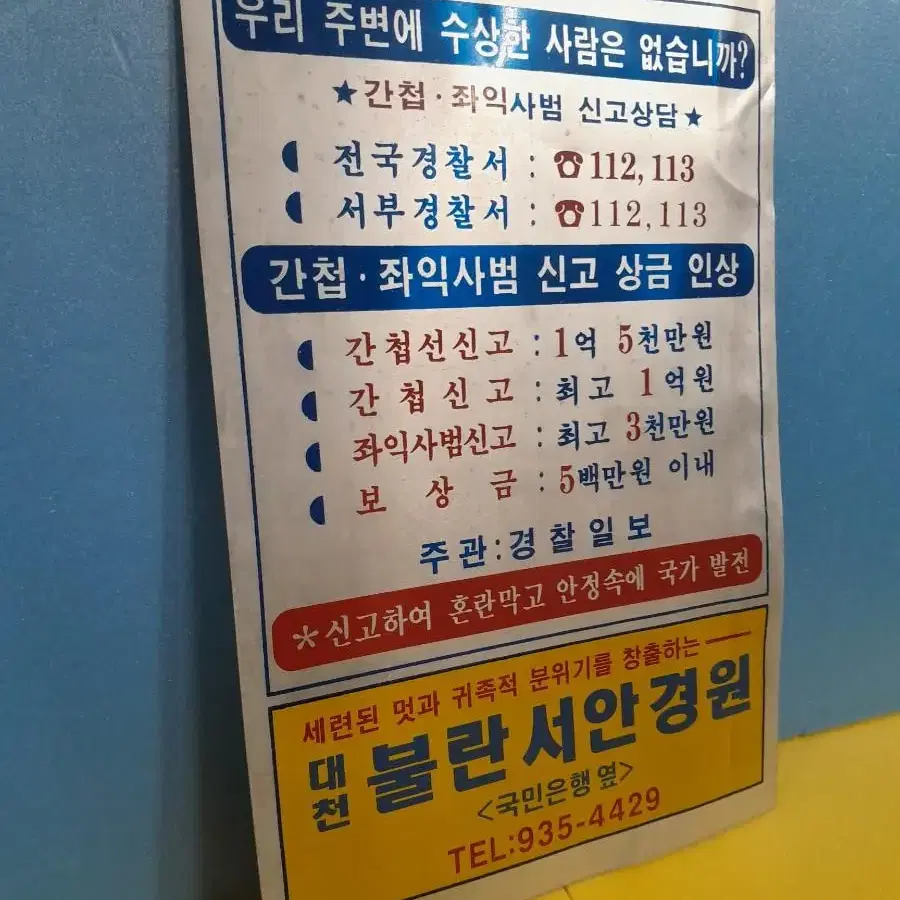 우리 주변에 수상한 사람은 없습니까?
★간첩·좌익사범 신고상담★
전국경찰서 : ☎112, 113
서부경찰서 : ☎112, 113
간첩·좌익사범 신고 상금 인상
간첩선신고 : 1억 5천만원
간첩신고 : 최고 1억원
좌익사범신고 : 최고 3천만원
보상금 : 5백만원 이내
주관:경찰일보
＊신고하여 혼란막고 안정속에 국가 발전
세련된 멋과 귀족적 분위기를 창출하는
대천 불란서안경원
<국민은행 옆>
TEL:935-4429